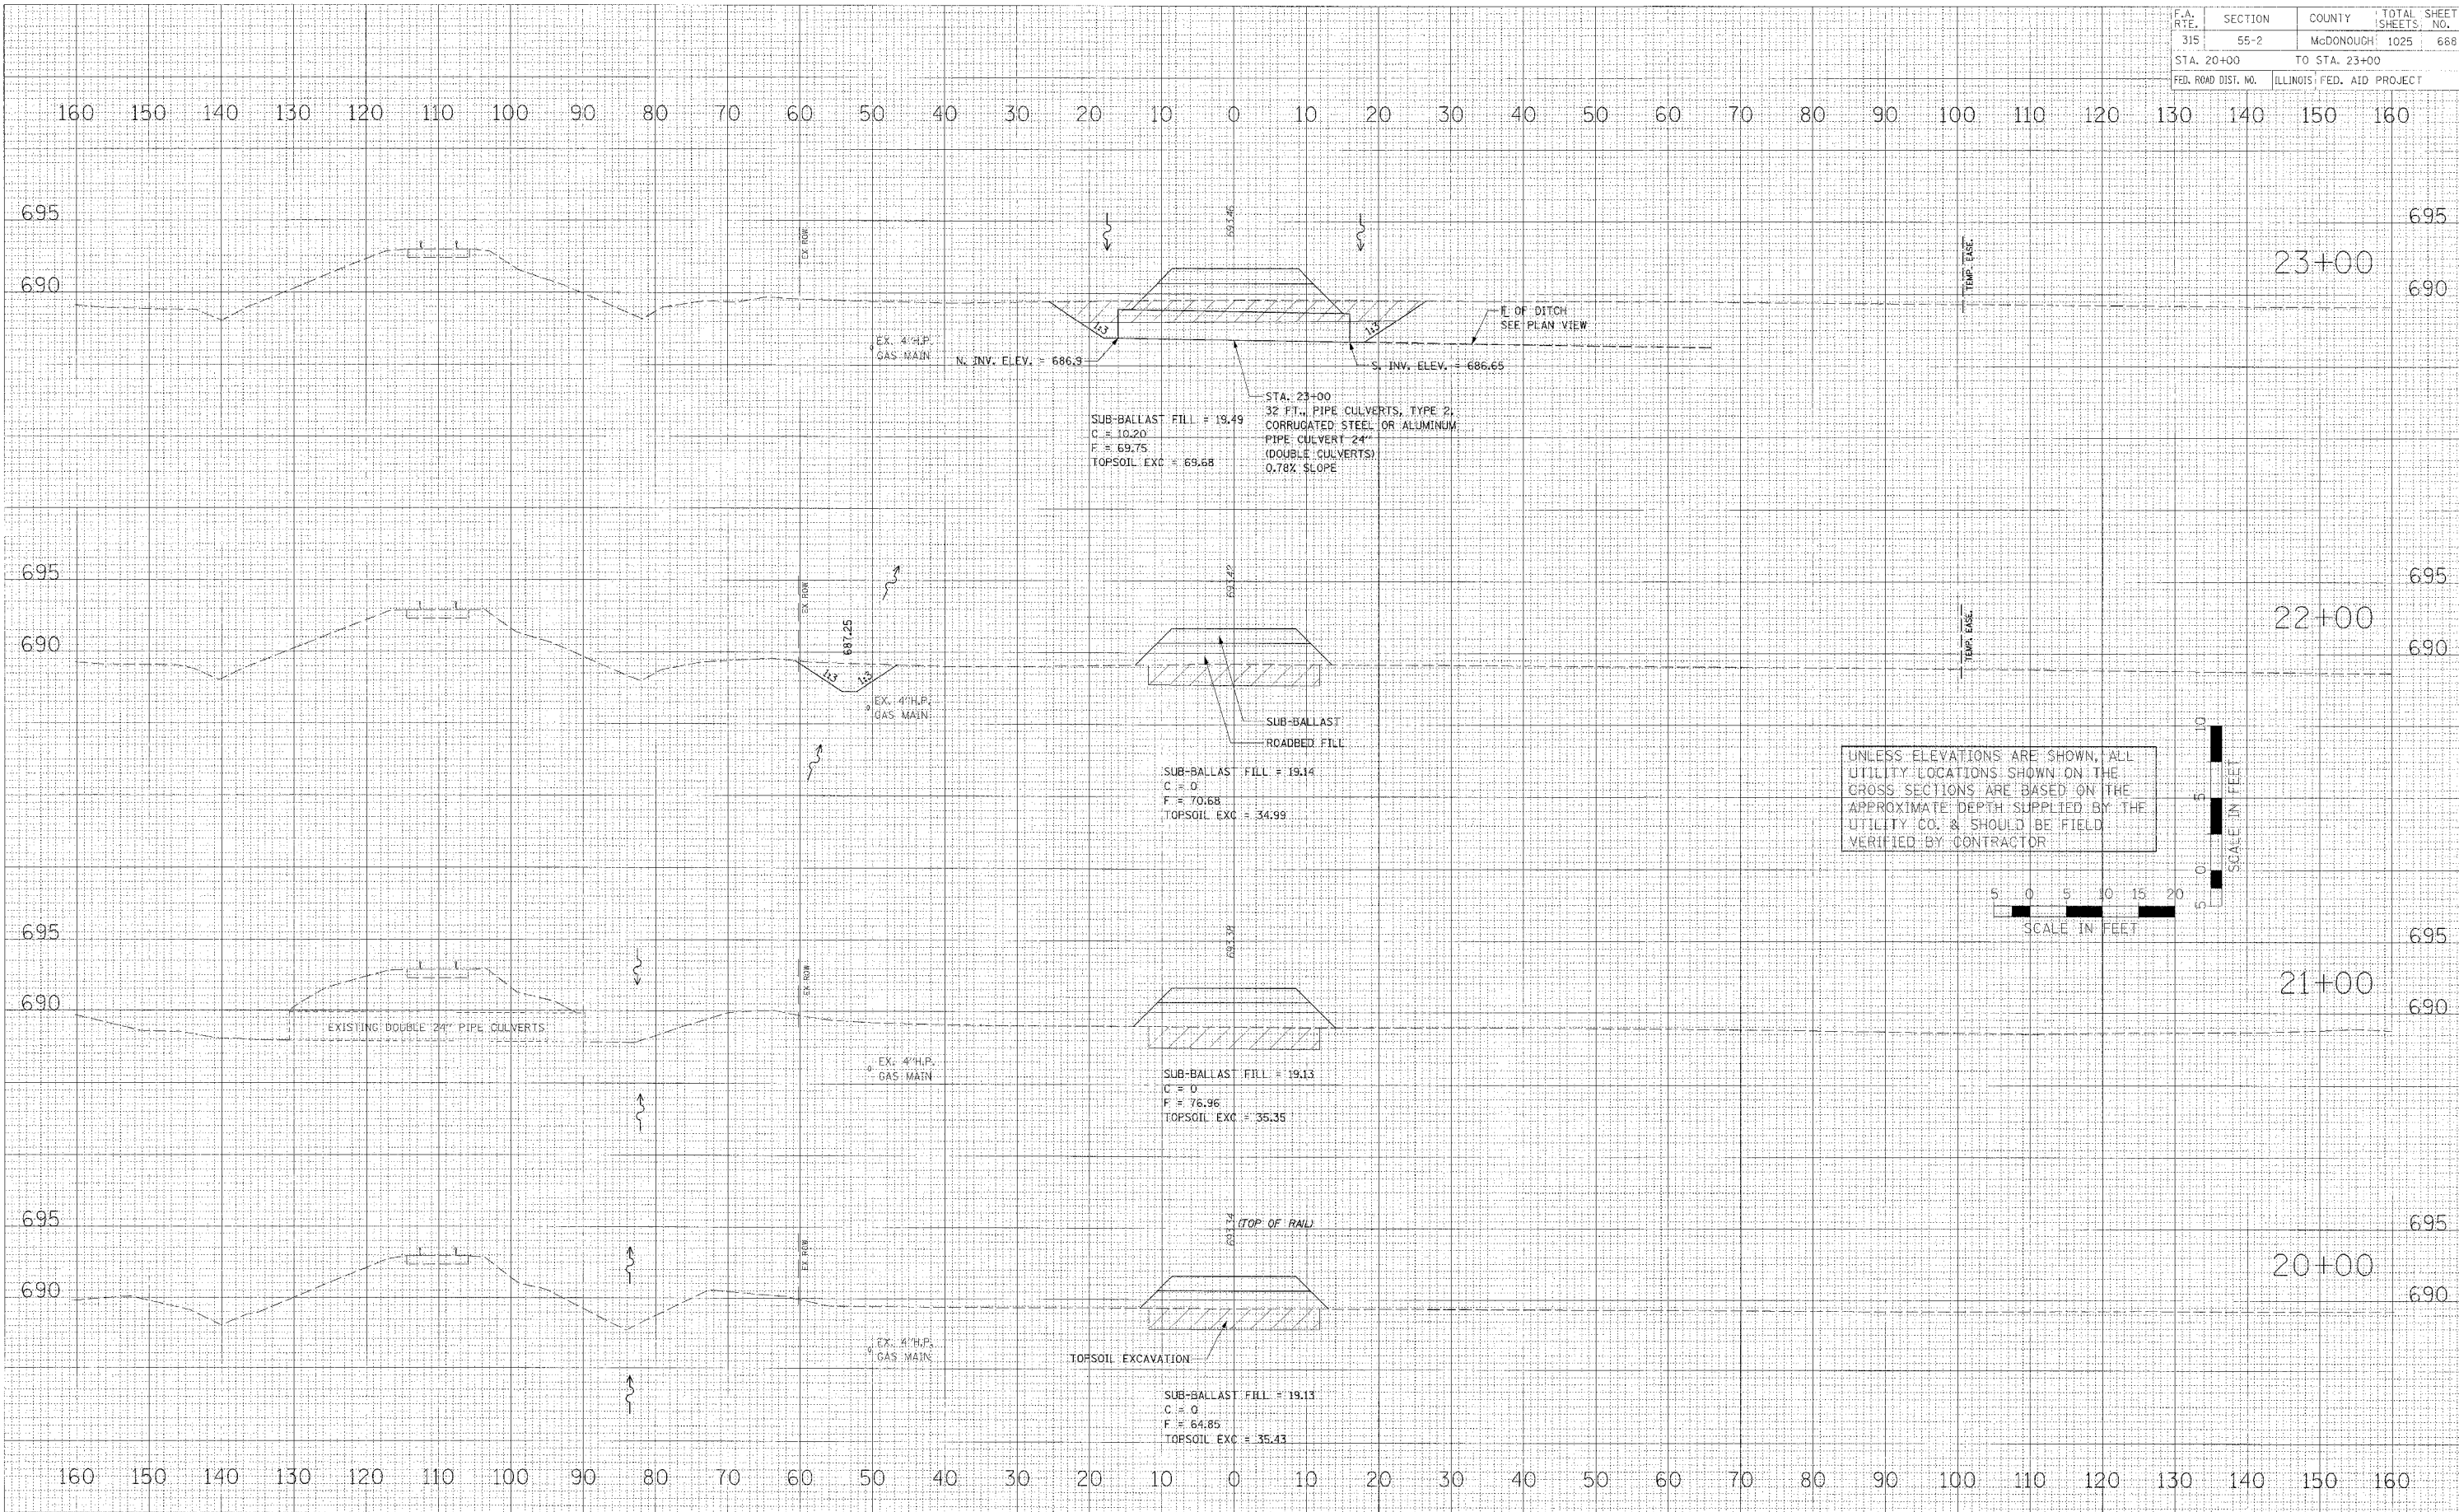 F.A. RTE. SECTION COUNTY TOTAL SHEETS SHEET NO.
315 55-2 McDONOUGH 1025 668
STA. 20+00 TO STA. 23+00
FED. ROAD DIST. NO. ILLINOIS FED. AID PROJECT
160 150 140 130 120 110 100 90 80 70 60 50 40 30 20 10 0 10 20 30 40 50 60 70 80 90 100 110 120 130 140 150 160
695 693.46 695
EX ROW
TEMP. EASE.
23+00
690 690
1:3 1:3
℄ OF DITCH
SEE PLAN VIEW
EX. 4"H.P.
GAS MAIN
N. INV. ELEV. = 686.9
S. INV. ELEV. = 686.65
STA. 23+00
32 FT., PIPE CULVERTS, TYPE 2,
CORRUGATED STEEL OR ALUMINUM
PIPE CULVERT 24"
(DOUBLE CULVERTS)
0.78% SLOPE
SUB-BALLAST FILL = 19.49
C = 10.20
F = 69.75
TOPSOIL EXC = 69.68
695 693.42 695
EX ROW
TEMP. EASE.
22+00
687.25
690 690
1:3 1:3
EX. 4"H.P.
GAS MAIN
SUB-BALLAST
ROADBED FILL
SUB-BALLAST FILL = 19.14
C = 0
F = 70.68
TOPSOIL EXC = 34.99
UNLESS ELEVATIONS ARE SHOWN, ALL
UTILITY LOCATIONS SHOWN ON THE
CROSS SECTIONS ARE BASED ON THE
APPROXIMATE DEPTH SUPPLIED BY THE
UTILITY CO. & SHOULD BE FIELD
VERIFIED BY CONTRACTOR
10 5 0 5
SCALE IN FEET
5 0 5 10 15 20
SCALE IN FEET
695 693.38 695
EX ROW
21+00
690 690
EXISTING DOUBLE 24" PIPE CULVERTS
EX. 4"H.P.
GAS MAIN
SUB-BALLAST FILL = 19.13
C = 0
F = 76.96
TOPSOIL EXC = 35.35
695 693.34 (TOP OF RAIL) 695
EX ROW
20+00
690 690
EX. 4"H.P.
GAS MAIN
TOPSOIL EXCAVATION
SUB-BALLAST FILL = 19.13
C = 0
F = 64.85
TOPSOIL EXC = 35.43
160 150 140 130 120 110 100 90 80 70 60 50 40 30 20 10 0 10 20 30 40 50 60 70 80 90 100 110 120 130 140 150 160